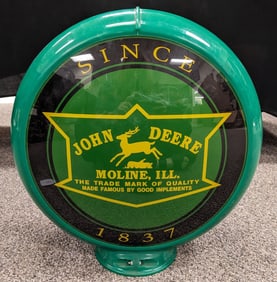 SINCE
JOHN DEERE
MOLINE, ILL.
THE TRADE MARK OF QUALITY
MADE FAMOUS BY GOOD IMPLEMENTS
1837